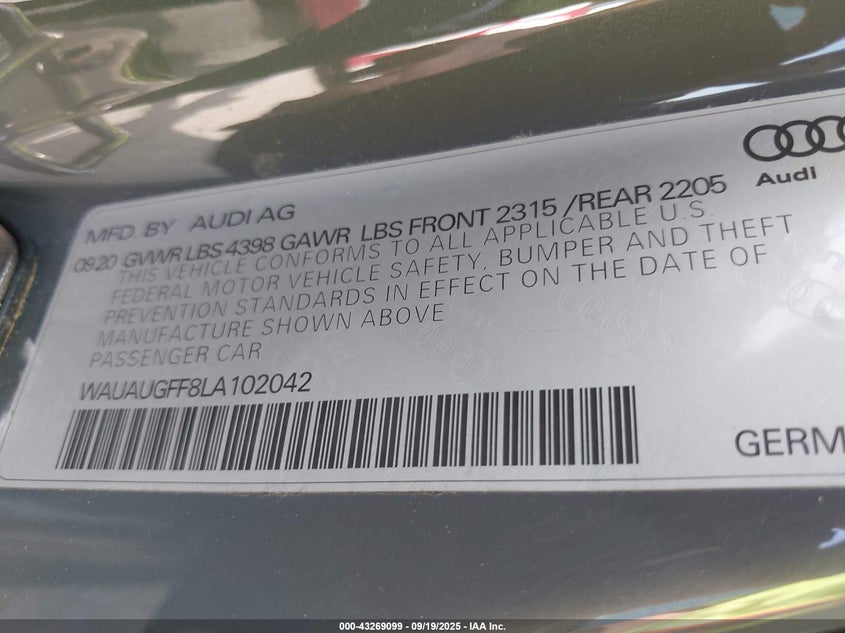 Audi
MFD. BY AUDI AG
09.20 GVWR LBS 4398 GAWR LBS FRONT 2315 /REAR 2205
THIS VEHICLE CONFORMS TO ALL APPLICABLE U.S.
FEDERAL MOTOR VEHICLE SAFETY, BUMPER AND THEFT
PREVENTION STANDARDS IN EFFECT ON THE DATE OF
MANUFACTURE SHOWN ABOVE
PASSENGER CAR
WAUAUGFF8LA102042
GERM
000-43269099 - 09/19/2025 - IAA Inc.